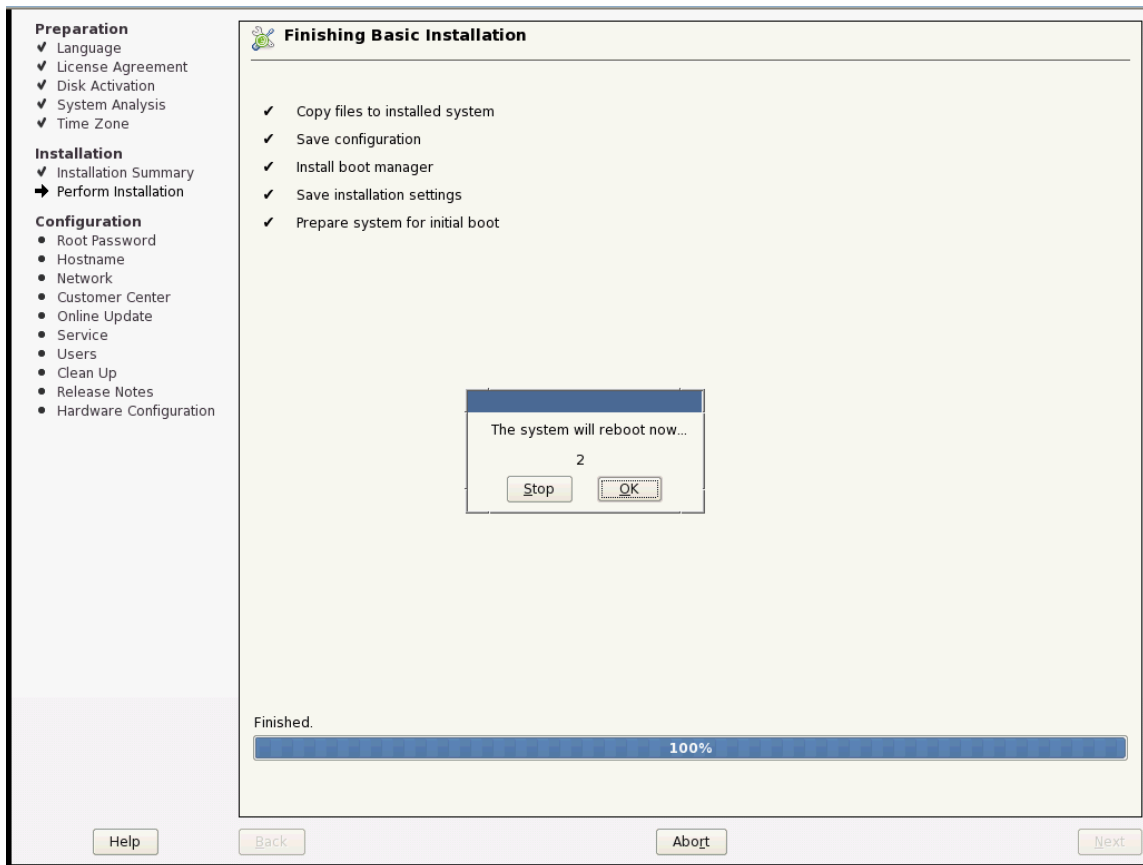 Preparation
Language
License Agreement
Disk Activation
System Analysis
Time Zone
Installation
Installation Summary
Perform Installation
Configuration
Root Password
Hostname
Network
Customer Center
Online Update
Service
Users
Clean Up
Release Notes
Hardware Configuration
Finishing Basic Installation
Copy files to installed system
Save configuration
Install boot manager
Save installation settings
Prepare system for initial boot
The system will reboot now...
2
Stop OK
Finished.
100%
Help Back Abort Next